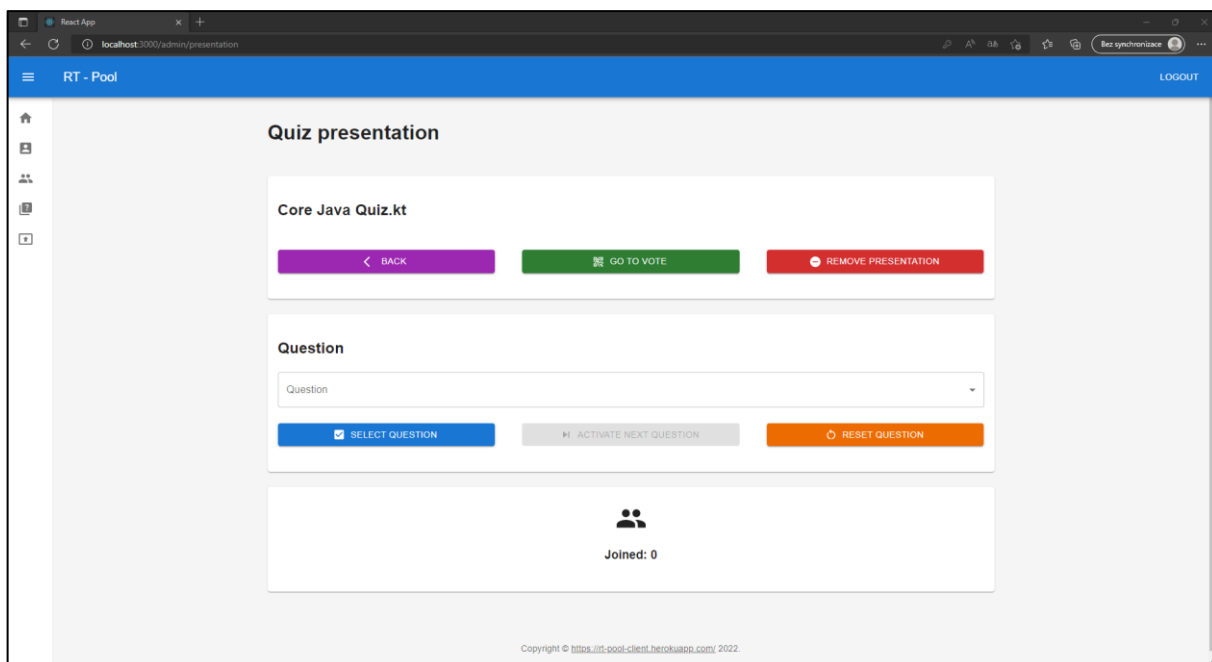 React App
localhost:3000/admin/presentation
Bez synchronizace
RT - Pool
LOGOUT
Quiz presentation
Core Java Quiz.kt
BACK
GO TO VOTE
REMOVE PRESENTATION
Question
Question
SELECT QUESTION
ACTIVATE NEXT QUESTION
RESET QUESTION
Joined: 0
Copyright © https://rt-pool-client.herokuapp.com/ 2022.